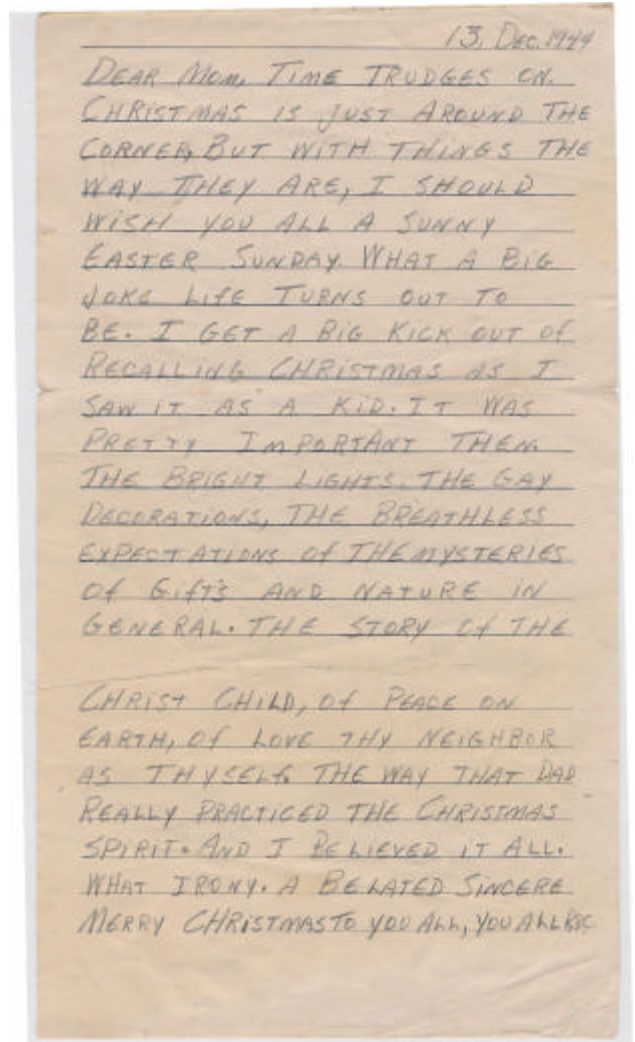 13. Dec. 1944
DEAR MOM, TIME TRUDGES ON.
CHRISTMAS IS JUST AROUND THE
CORNER, BUT WITH THINGS THE
WAY THEY ARE, I SHOULD
WISH YOU ALL A SUNNY
EASTER SUNDAY. WHAT A BIG
JOKE LIFE TURNS OUT TO
BE. I GET A BIG KICK OUT OF
RECALLING CHRISTMAS AS I
SAW IT AS A KID. IT WAS
PRETTY IMPORTANT THEN.
THE BRIGHT LIGHTS. THE GAY
DECORATIONS, THE BREATHLESS
EXPECTATIONS OF THE MYSTERIES
OF GIFTS AND NATURE IN
GENERAL. THE STORY OF THE
CHRIST CHILD, OF PEACE ON
EARTH, OF LOVE THY NEIGHBOR
AS THYSELF. THE WAY THAT DAD
REALLY PRACTICED THE CHRISTMAS
SPIRIT. AND I BELIEVED IT ALL.
WHAT IRONY. A BELATED SINCERE
MERRY CHRISTMAS TO YOU ALL, YOU ALL